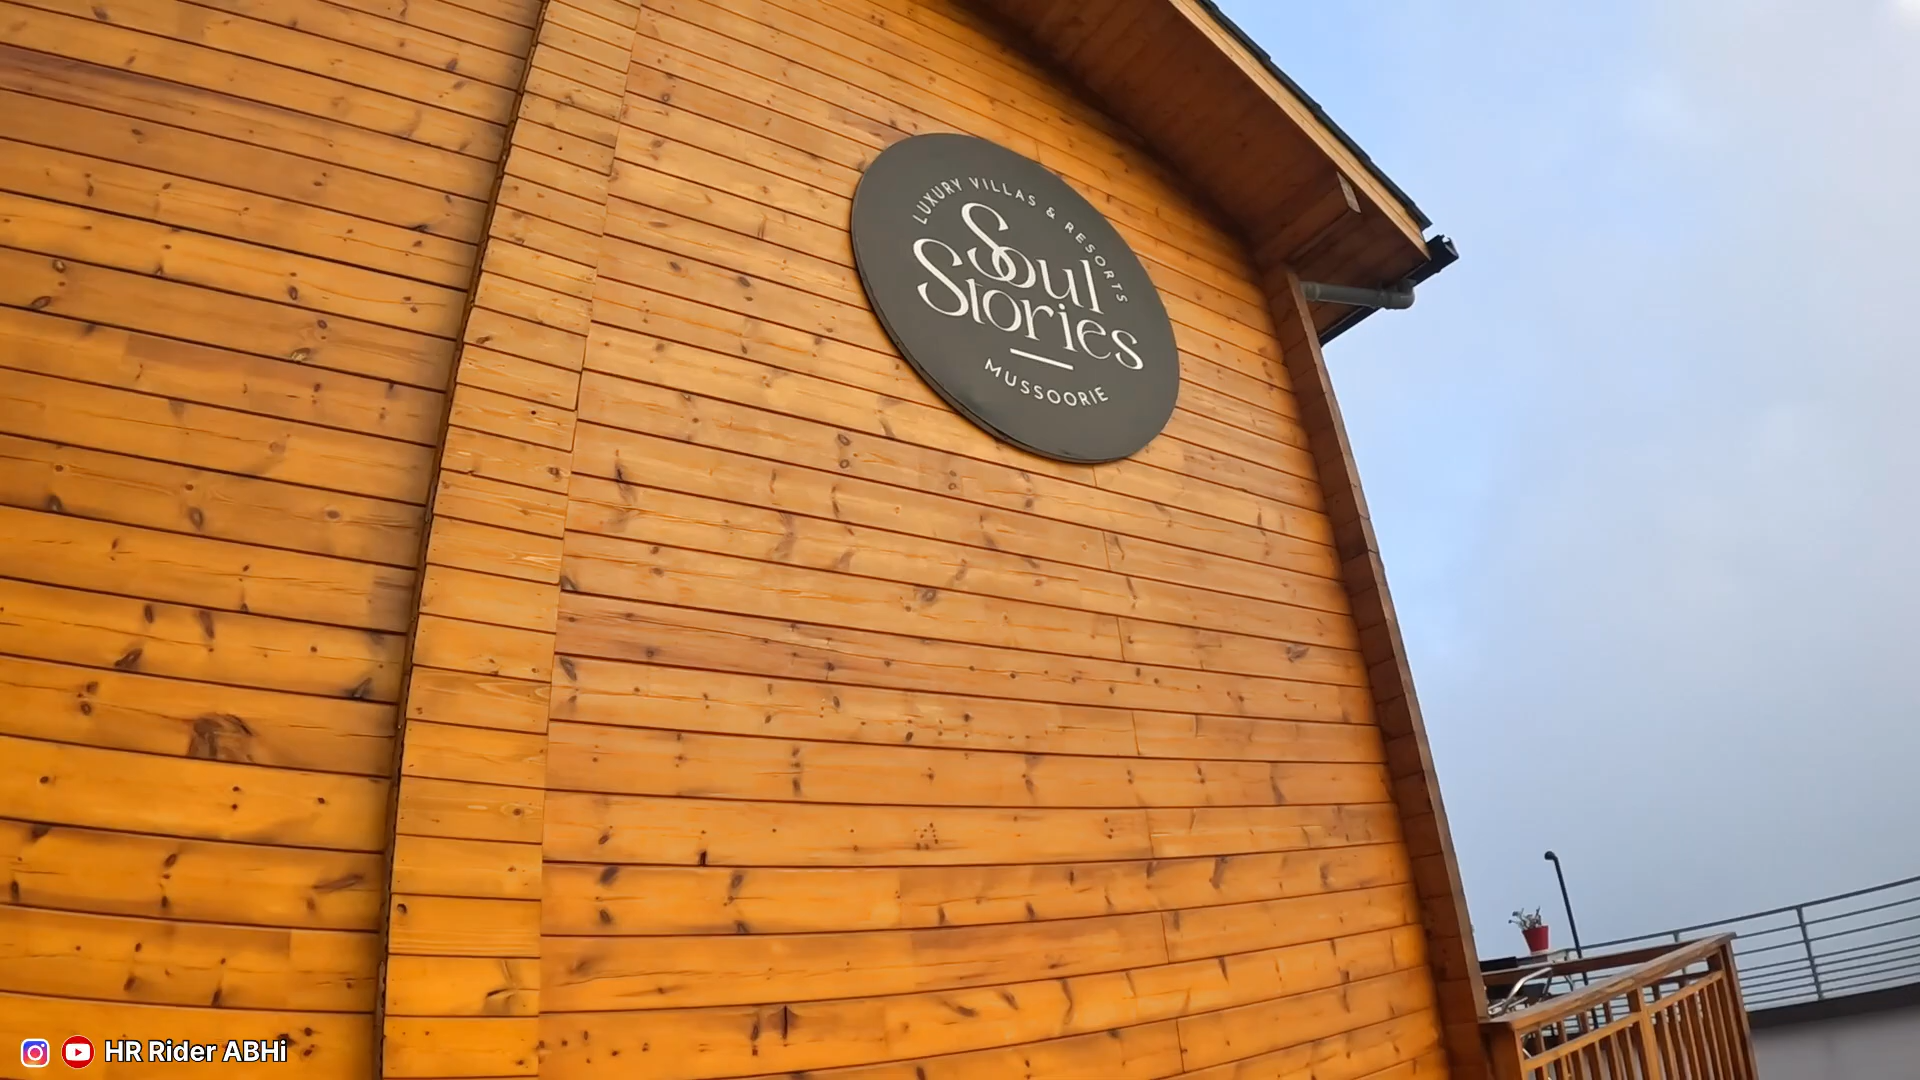 LUXURY VILLAS & RESORTS
Soul
Stories
MUSSOORIE
HR Rider ABHi